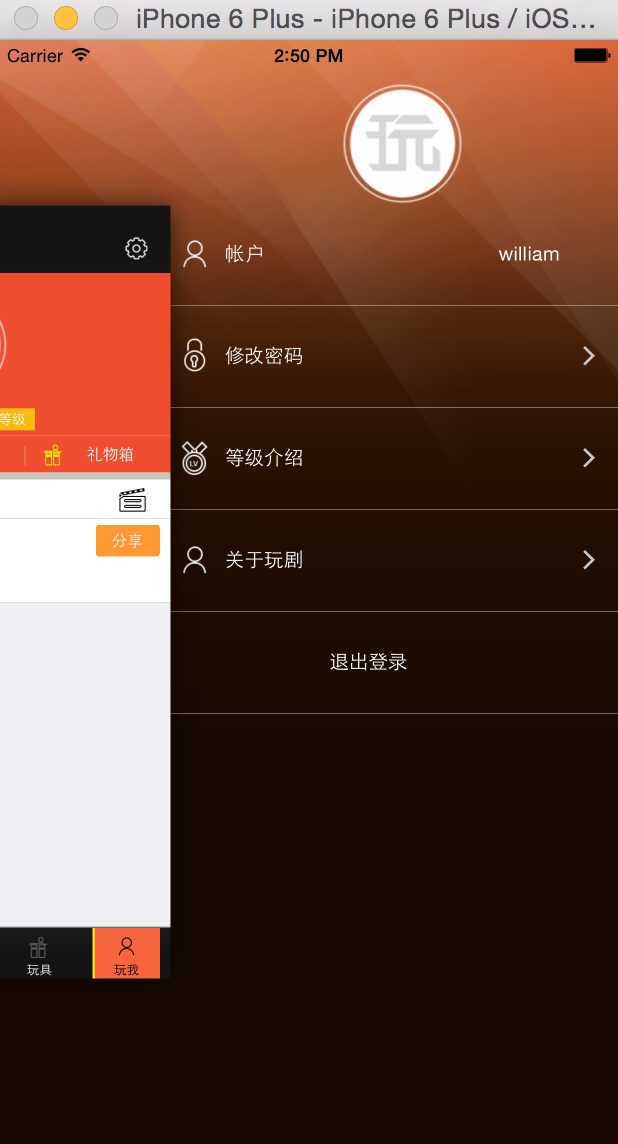 iPhone 6 Plus - iPhone 6 Plus / iOS...
Carrier 2:50 PM
玩
帐户 william
修改密码
等级
礼物箱
LV 等级介绍
分享
关于玩剧
退出登录
玩具 玩我